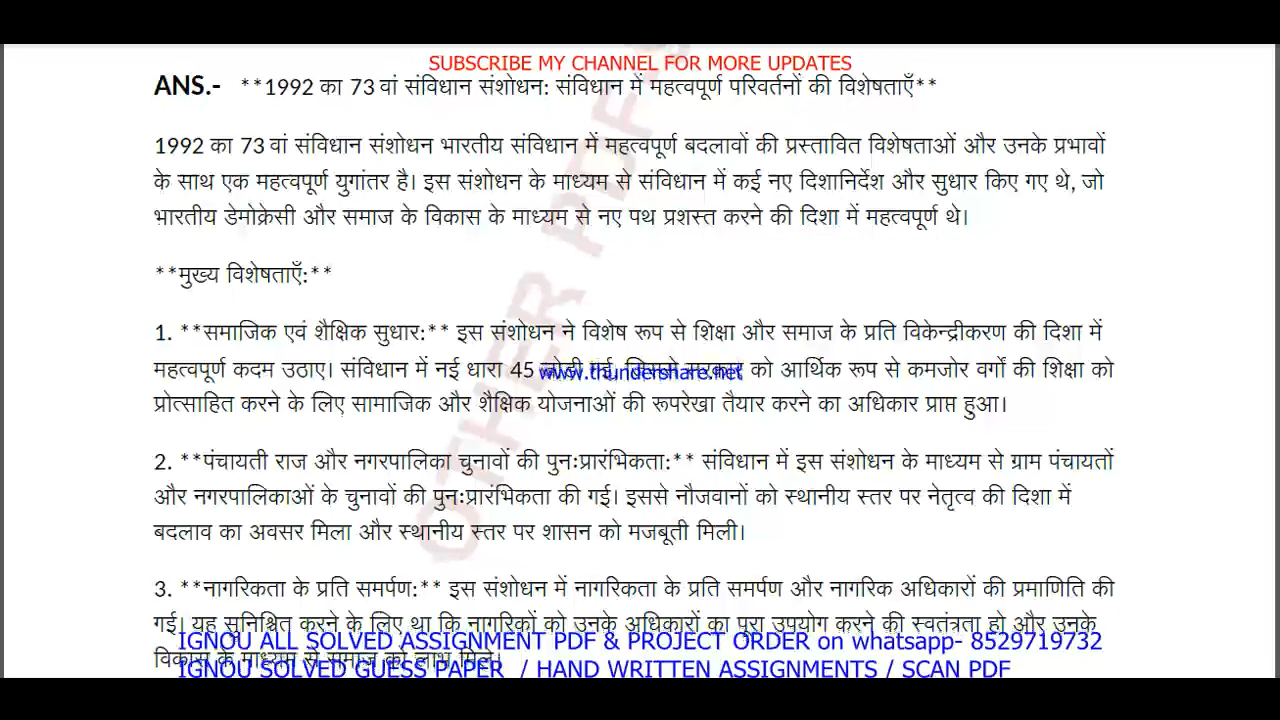 SUBSCRIBE MY CHANNEL FOR MORE UPDATES
ANS.- **1992 का 73 वां संविधान संशोधन: संविधान में महत्वपूर्ण परिवर्तनों की विशेषताएँ**
1992 का 73 वां संविधान संशोधन भारतीय संविधान में महत्वपूर्ण बदलावों की प्रस्तावित विशेषताओं और उनके प्रभावों
के साथ एक महत्वपूर्ण युगांतर है। इस संशोधन के माध्यम से संविधान में कई नए दिशानिर्देश और सुधार किए गए थे, जो
भारतीय डेमोक्रेसी और समाज के विकास के माध्यम से नए पथ प्रशस्त करने की दिशा में महत्वपूर्ण थे।
**मुख्य विशेषताएँ:**
1. **समाजिक एवं शैक्षिक सुधार:** इस संशोधन ने विशेष रूप से शिक्षा और समाज के प्रति विकेन्द्रीकरण की दिशा में
महत्वपूर्ण कदम उठाए। संविधान में नई धारा 45 जोड़ी गई, जिससे सरकार को आर्थिक रूप से कमजोर वर्गों की शिक्षा को
www.thundershare.net
प्रोत्साहित करने के लिए सामाजिक और शैक्षिक योजनाओं की रूपरेखा तैयार करने का अधिकार प्राप्त हुआ।
2. **पंचायती राज और नगरपालिका चुनावों की पुनःप्रारंभिकता:** संविधान में इस संशोधन के माध्यम से ग्राम पंचायतों
और नगरपालिकाओं के चुनावों की पुनःप्रारंभिकता की गई। इससे नौजवानों को स्थानीय स्तर पर नेतृत्व की दिशा में
बदलाव का अवसर मिला और स्थानीय स्तर पर शासन को मजबूती मिली।
3. **नागरिकता के प्रति समर्पण:** इस संशोधन में नागरिकता के प्रति समर्पण और नागरिक अधिकारों की प्रमाणिति की
गई। यह सुनिश्चित करने के लिए था कि नागरिकों को उनके अधिकारों का पूरा उपयोग करने की स्वतंत्रता हो और उनके
IGNOU ALL SOLVED ASSIGNMENT PDF & PROJECT ORDER on whatsapp- 8529719732
विकास के माध्यम से समाज को लाभ मिले।
IGNOU SOLVED GUESS PAPER / HAND WRITTEN ASSIGNMENTS / SCAN PDF
OTHER PDF